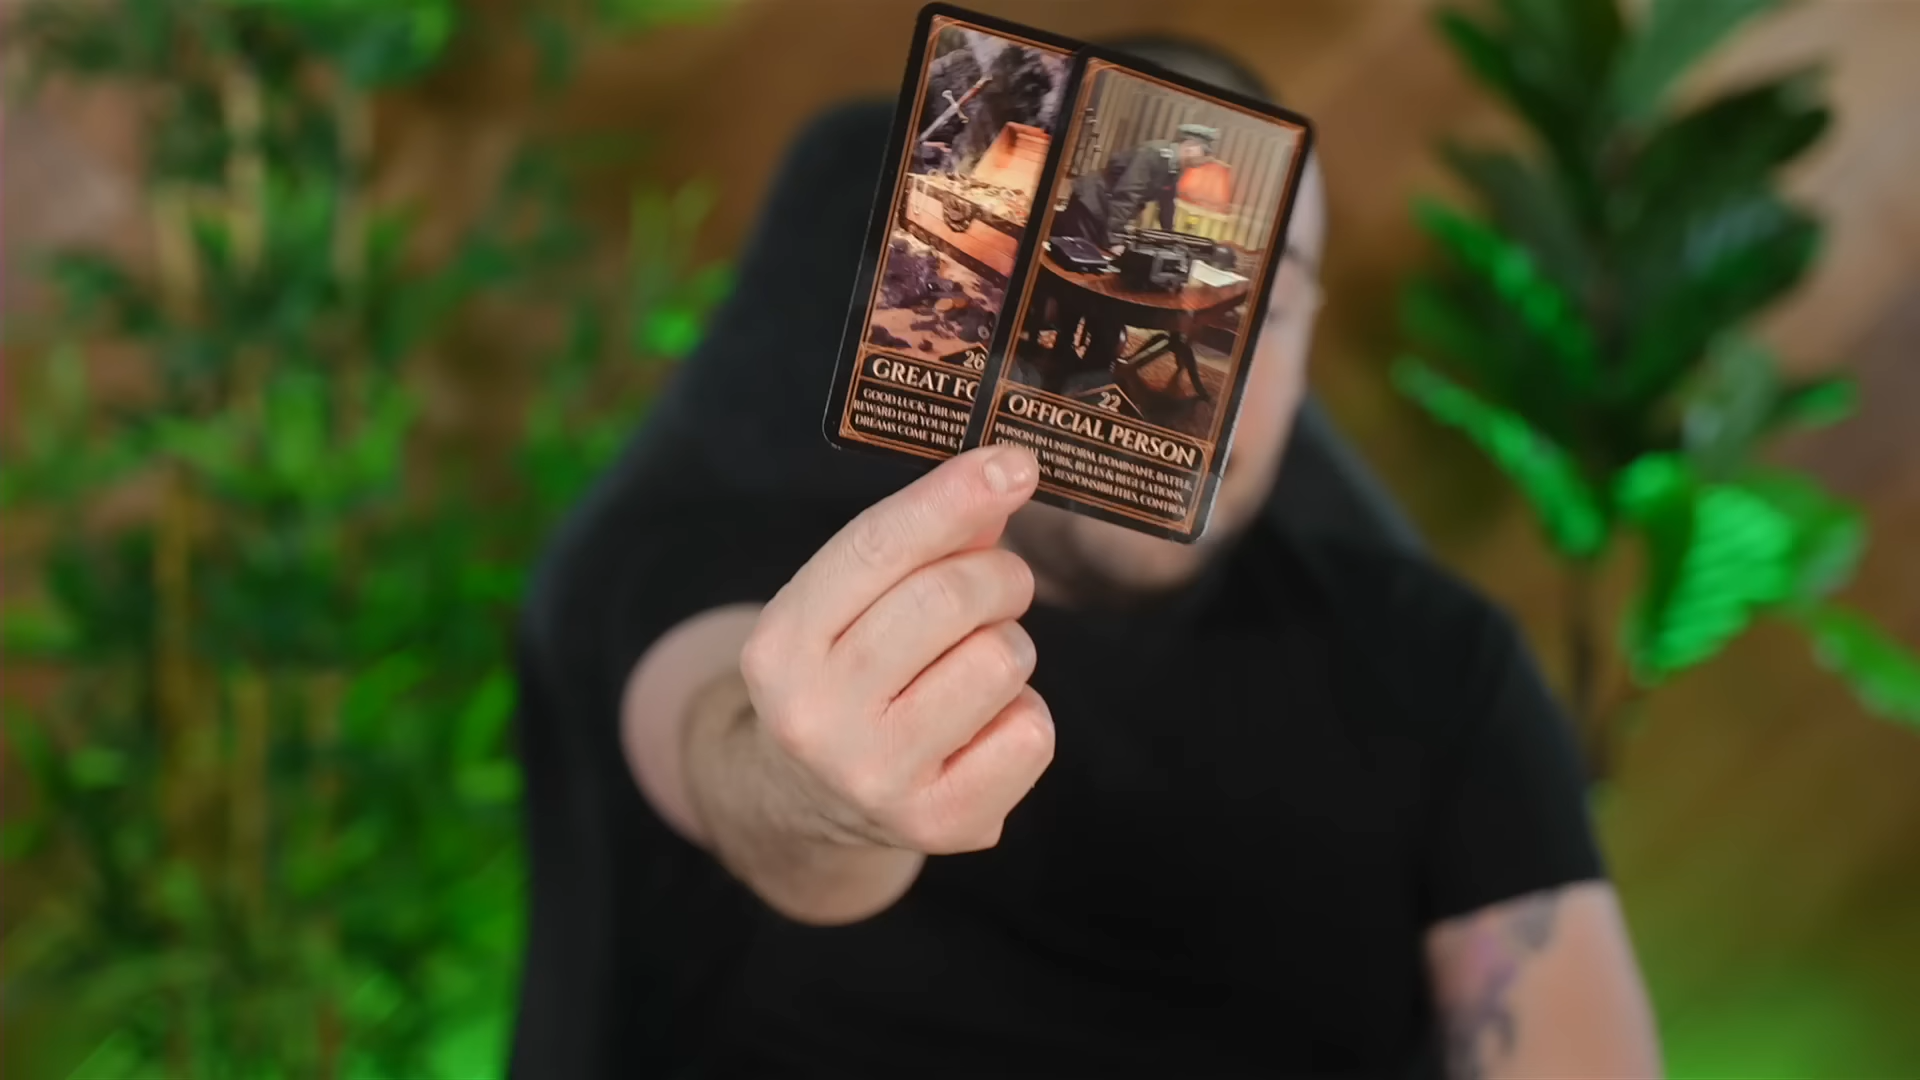 26
GREAT FO
GOOD LUCK, TRIUMP
REWARD FOR YOUR EFF
DREAMS COME TRUE,
22
OFFICIAL PERSON
PERSON IN UNIFORM, DOMINANT, BATTLE,
WORK, RULES & REGULATIONS,
RESPONSIBILITIES, CONTROL